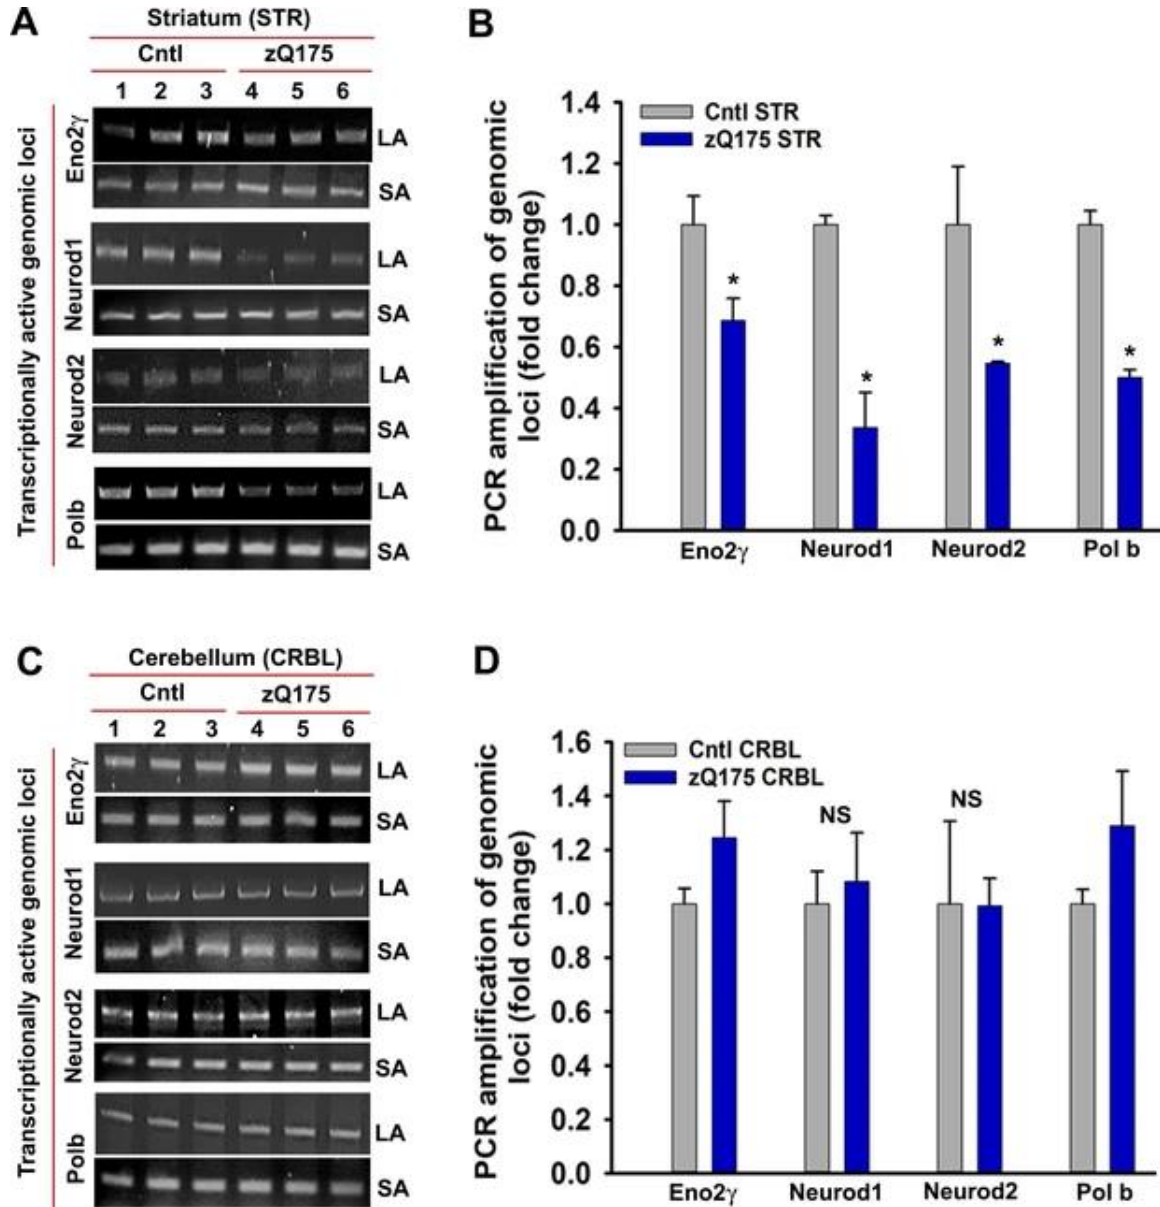 A
Striatum (STR)
Cntl zQ175
1 2 3 4 5 6
Transcriptionally active genomic loci
Eno2γ
LA
SA
Neurod1
LA
SA
Neurod2
LA
SA
Polb
LA
SA
B
PCR amplification of genomic
loci (fold change)
1.4
1.2
1.0
0.8
0.6
0.4
0.2
0.0
Cntl STR
zQ175 STR
*
*
*
*
Eno2γ Neurod1 Neurod2 Pol b
C
Cerebellum (CRBL)
Cntl zQ175
1 2 3 4 5 6
Transcriptionally active genomic loci
Eno2γ
LA
SA
Neurod1
LA
SA
Neurod2
LA
SA
Polb
LA
SA
D
PCR amplification of genomic
loci (fold change)
1.6
1.4
1.2
1.0
0.8
0.6
0.4
0.2
0.0
Cntl CRBL
zQ175 CRBL
NS
NS
Eno2γ Neurod1 Neurod2 Pol b